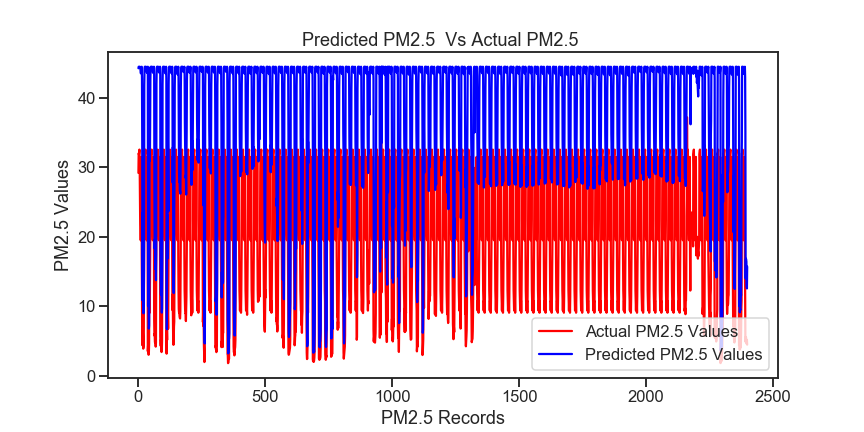 Predicted PM2.5  Vs Actual PM2.5
PM2.5 Values
40
30
20
10
0
0 500 1000 1500 2000 2500
PM2.5 Records
Actual PM2.5 Values
Predicted PM2.5 Values